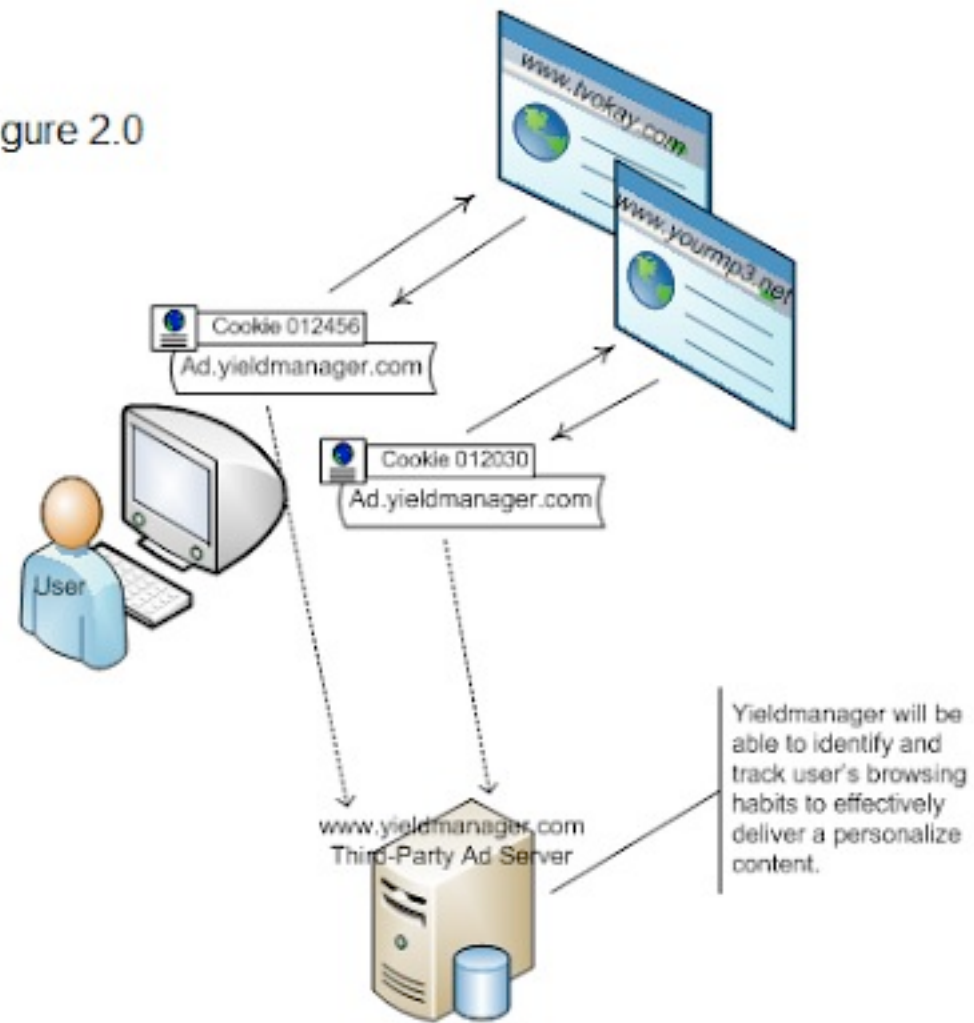 gure 2.0
www.tvokay.com
www.yourmp3.net
Cookie 012456
Ad.yieldmanager.com
Cookie 012030
Ad.yieldmanager.com
User
www.yieldmanager.com
Third-Party Ad Server
Yieldmanager will be
able to identify and
track user's browsing
habits to effectively
deliver a personalize
content.